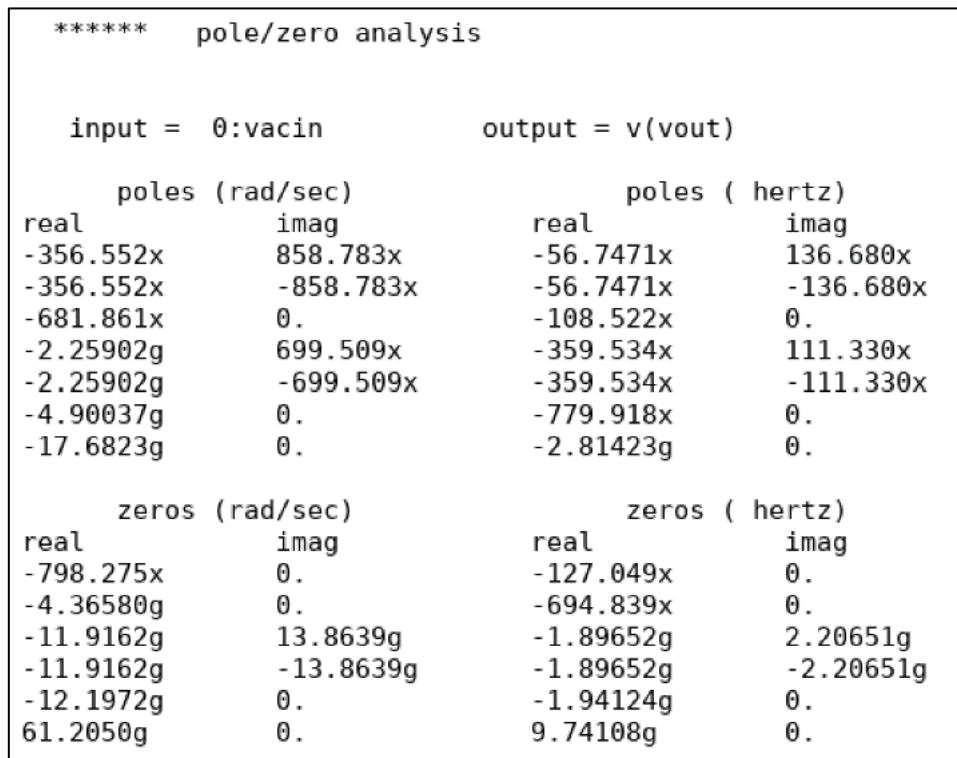 ****** pole/zero analysis
input = 0:vacin output = v(vout)
poles (rad/sec) poles ( hertz)
real imag real imag
-356.552x 858.783x -56.7471x 136.680x
-356.552x -858.783x -56.7471x -136.680x
-681.861x 0. -108.522x 0.
-2.25902g 699.509x -359.534x 111.330x
-2.25902g -699.509x -359.534x -111.330x
-4.90037g 0. -779.918x 0.
-17.6823g 0. -2.81423g 0.
zeros (rad/sec) zeros ( hertz)
real imag real imag
-798.275x 0. -127.049x 0.
-4.36580g 0. -694.839x 0.
-11.9162g 13.8639g -1.89652g 2.20651g
-11.9162g -13.8639g -1.89652g -2.20651g
-12.1972g 0. -1.94124g 0.
61.2050g 0. 9.74108g 0.